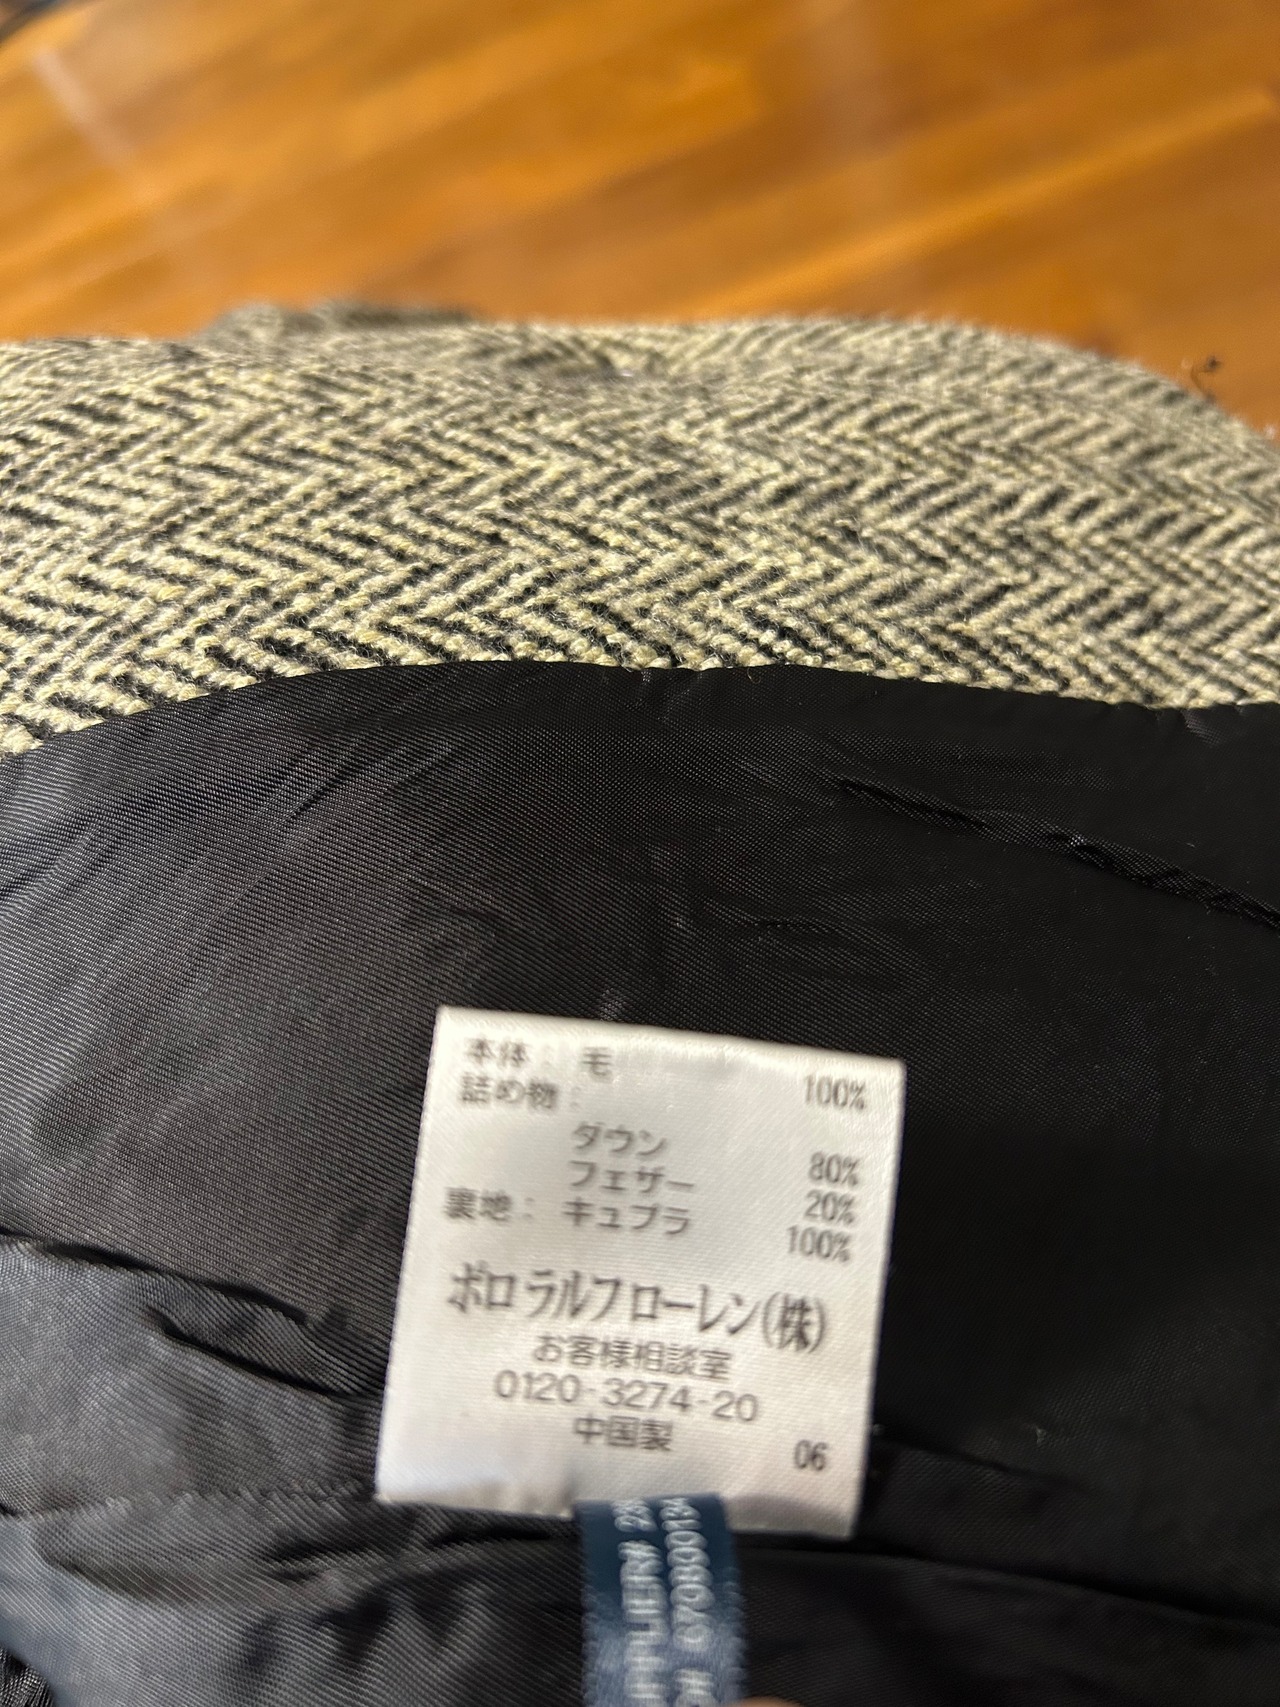 本体： 毛 100%
詰め物：
ダウン 80%
フェザー 20%
裏地： キュプラ 100%
ポロ ラルフ ローレン(株)
お客様相談室
0120-3274-20
中国製
06